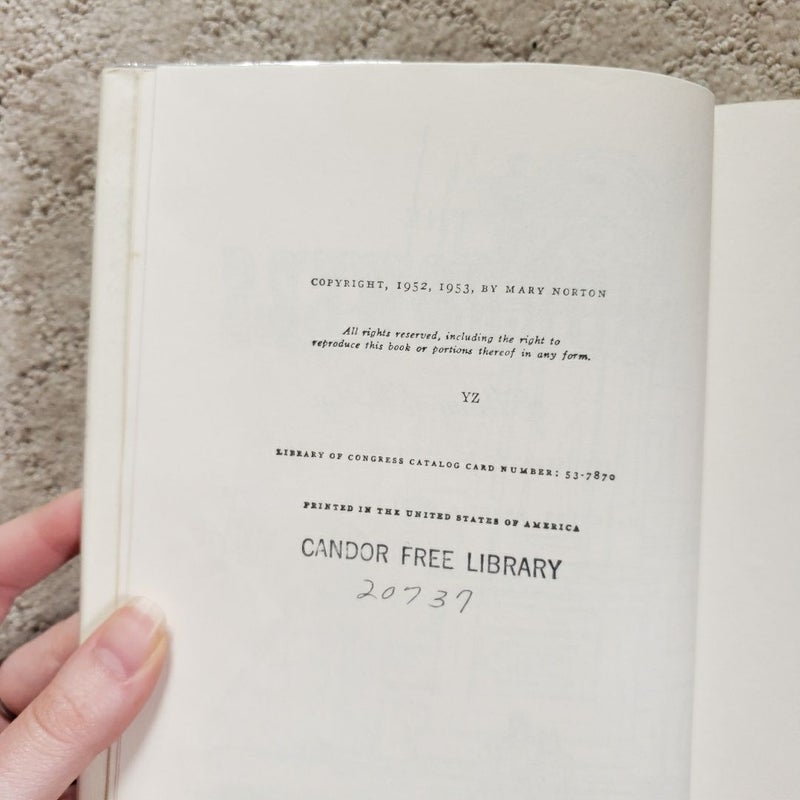 COPYRIGHT, 1952, 1953, BY MARY NORTON
All rights reserved, including the right to
reproduce this book or portions thereof in any form.
YZ
LIBRARY OF CONGRESS CATALOG CARD NUMBER: 53-7870
PRINTED IN THE UNITED STATES OF AMERICA
CANDOR FREE LIBRARY
20737